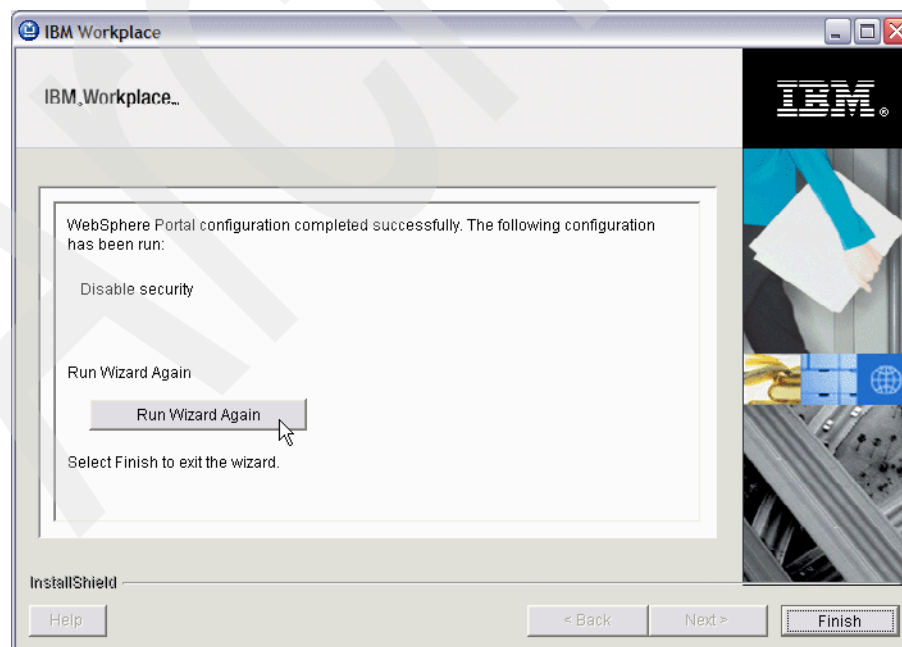 IBM Workplace
IBM Workplace™
IBM®
WebSphere Portal configuration completed successfully. The following configuration
has been run:
Disable security
Run Wizard Again
Run Wizard Again
Select Finish to exit the wizard.
InstallShield
Help
< Back
Next >
Finish